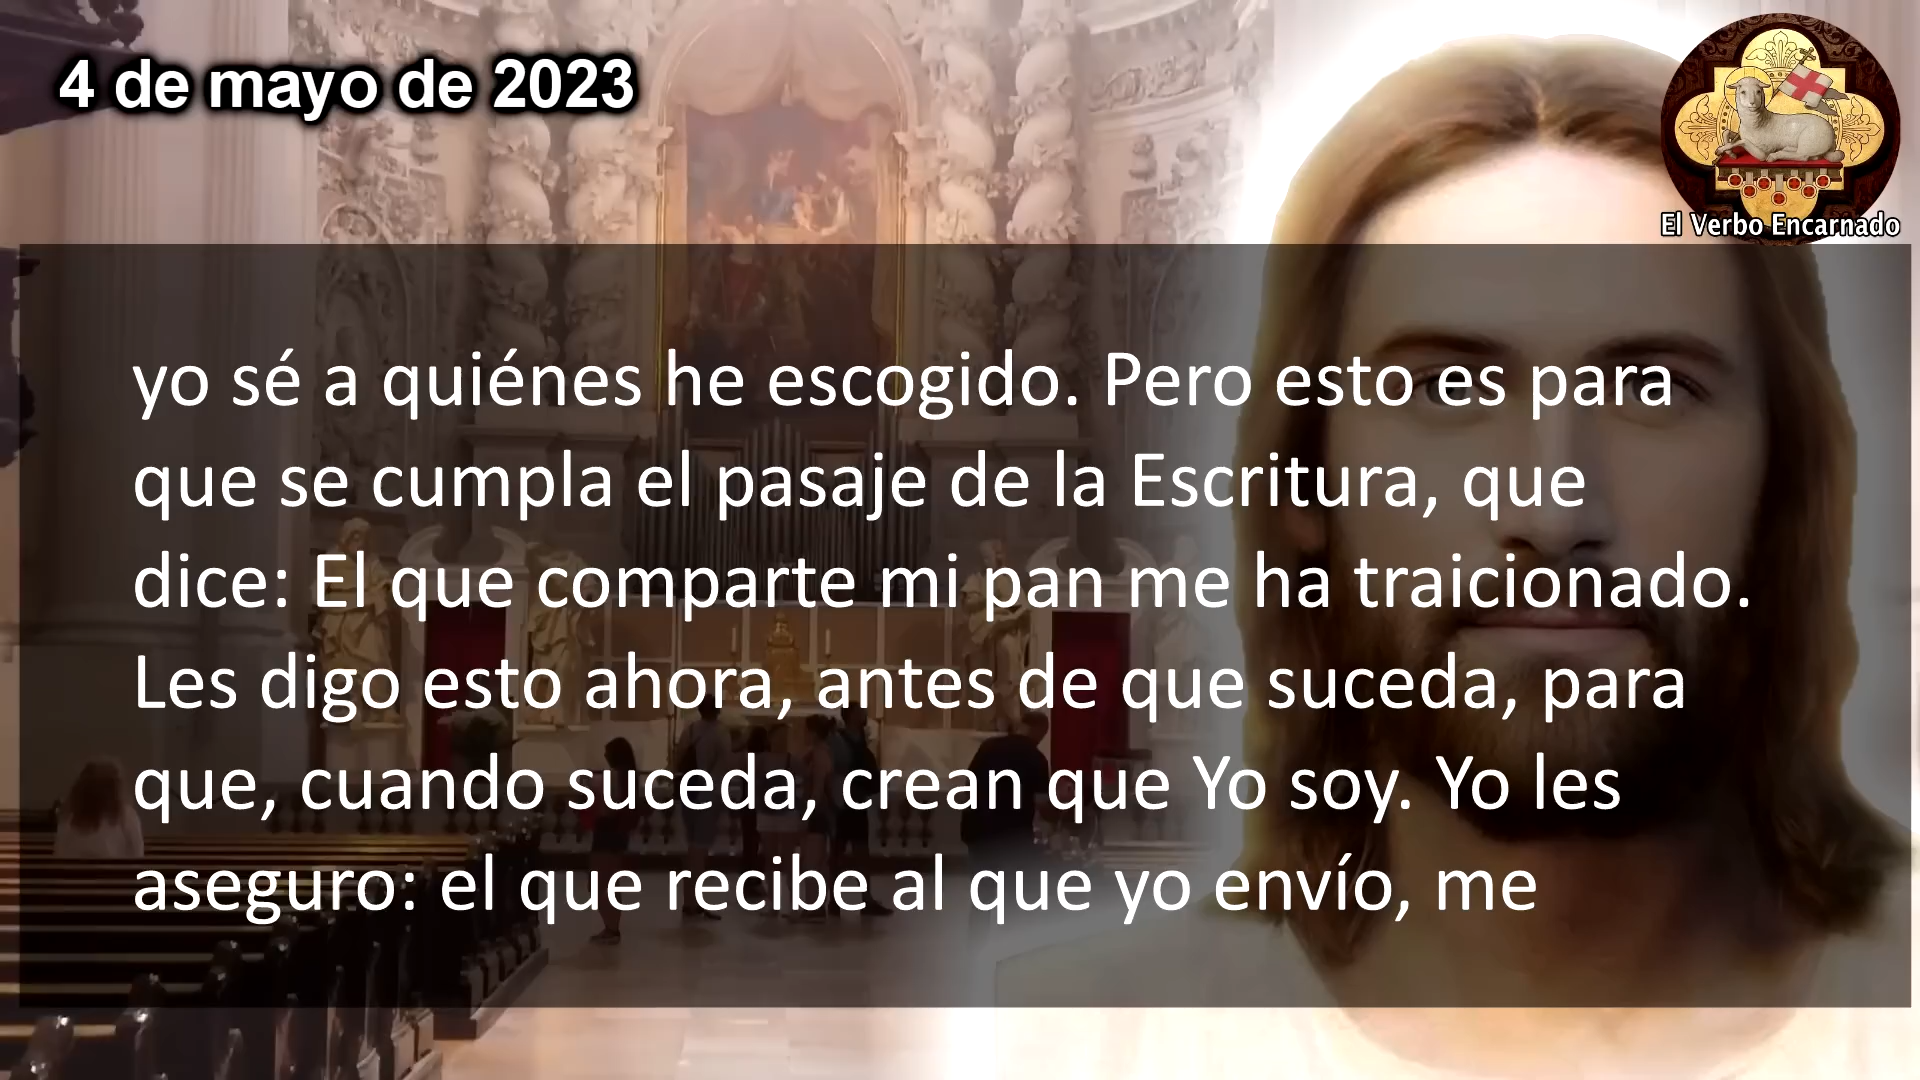 4 de mayo de 2023
El Verbo Encarnado
yo sé a quiénes he escogido. Pero esto es para
que se cumpla el pasaje de la Escritura, que
dice: El que comparte mi pan me ha traicionado.
Les digo esto ahora, antes de que suceda, para
que, cuando suceda, crean que Yo soy. Yo les
aseguro: el que recibe al que yo envío, me